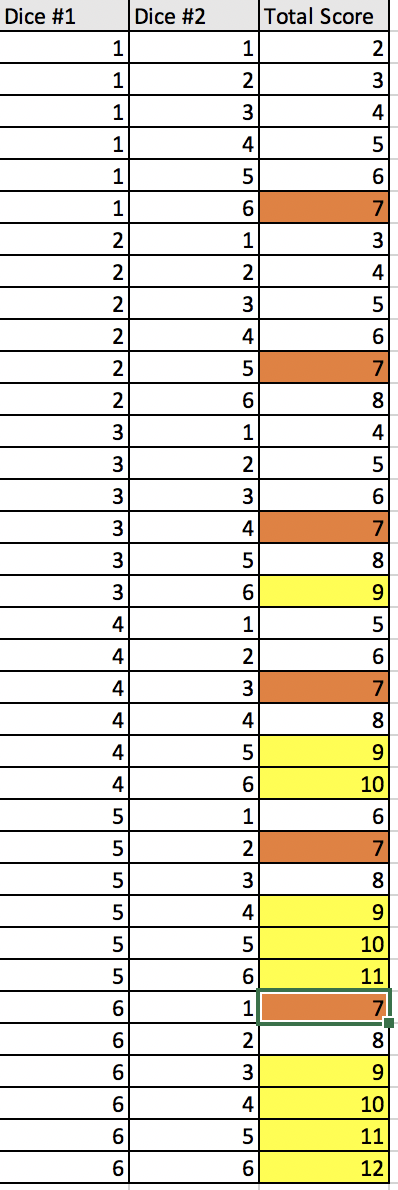 Dice #1 Dice #2 Total Score
1 1 2
1 2 3
1 3 4
1 4 5
1 5 6
1 6 7
2 1 3
2 2 4
2 3 5
2 4 6
2 5 7
2 6 8
3 1 4
3 2 5
3 3 6
3 4 7
3 5 8
3 6 9
4 1 5
4 2 6
4 3 7
4 4 8
4 5 9
4 6 10
5 1 6
5 2 7
5 3 8
5 4 9
5 5 10
5 6 11
6 1 7
6 2 8
6 3 9
6 4 10
6 5 11
6 6 12